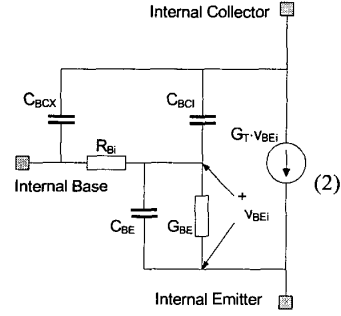 Internal Collector
C_BCX
C_BCI
G_T·v_BEi
R_Bi
(2)
Internal Base
+
v_BEi
C_BE
G_BE
Internal Emitter